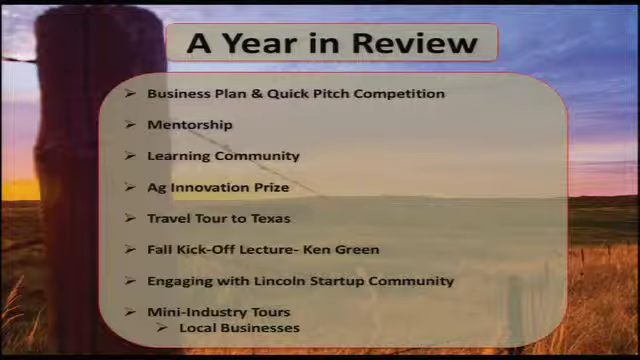 A Year in Review
➢ Business Plan & Quick Pitch Competition
➢ Mentorship
➢ Learning Community
➢ Ag Innovation Prize
➢ Travel Tour to Texas
➢ Fall Kick-Off Lecture- Ken Green
➢ Engaging with Lincoln Startup Community
➢ Mini-Industry Tours
➢ Local Businesses